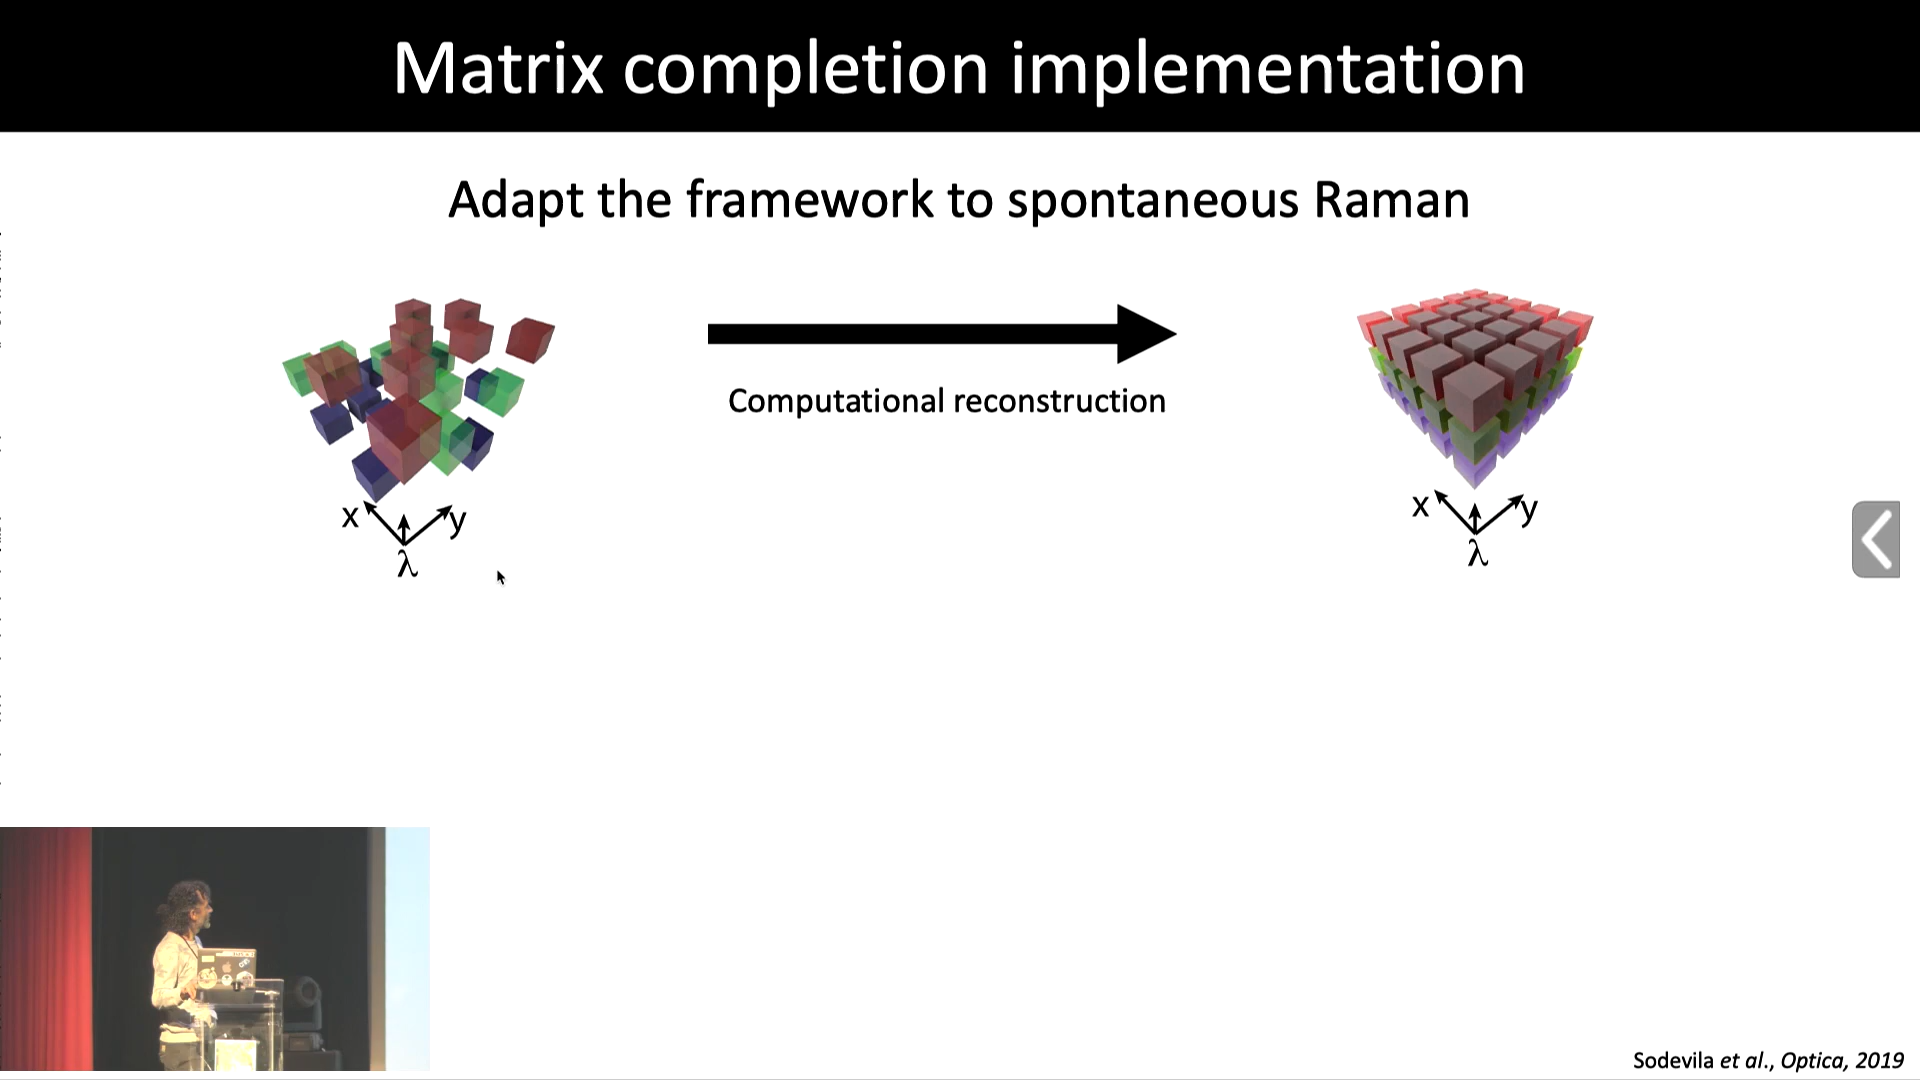 Matrix completion implementation
Adapt the framework to spontaneous Raman
Computational reconstruction
x
y
λ
x
y
λ
Sodevila et al., Optica, 2019